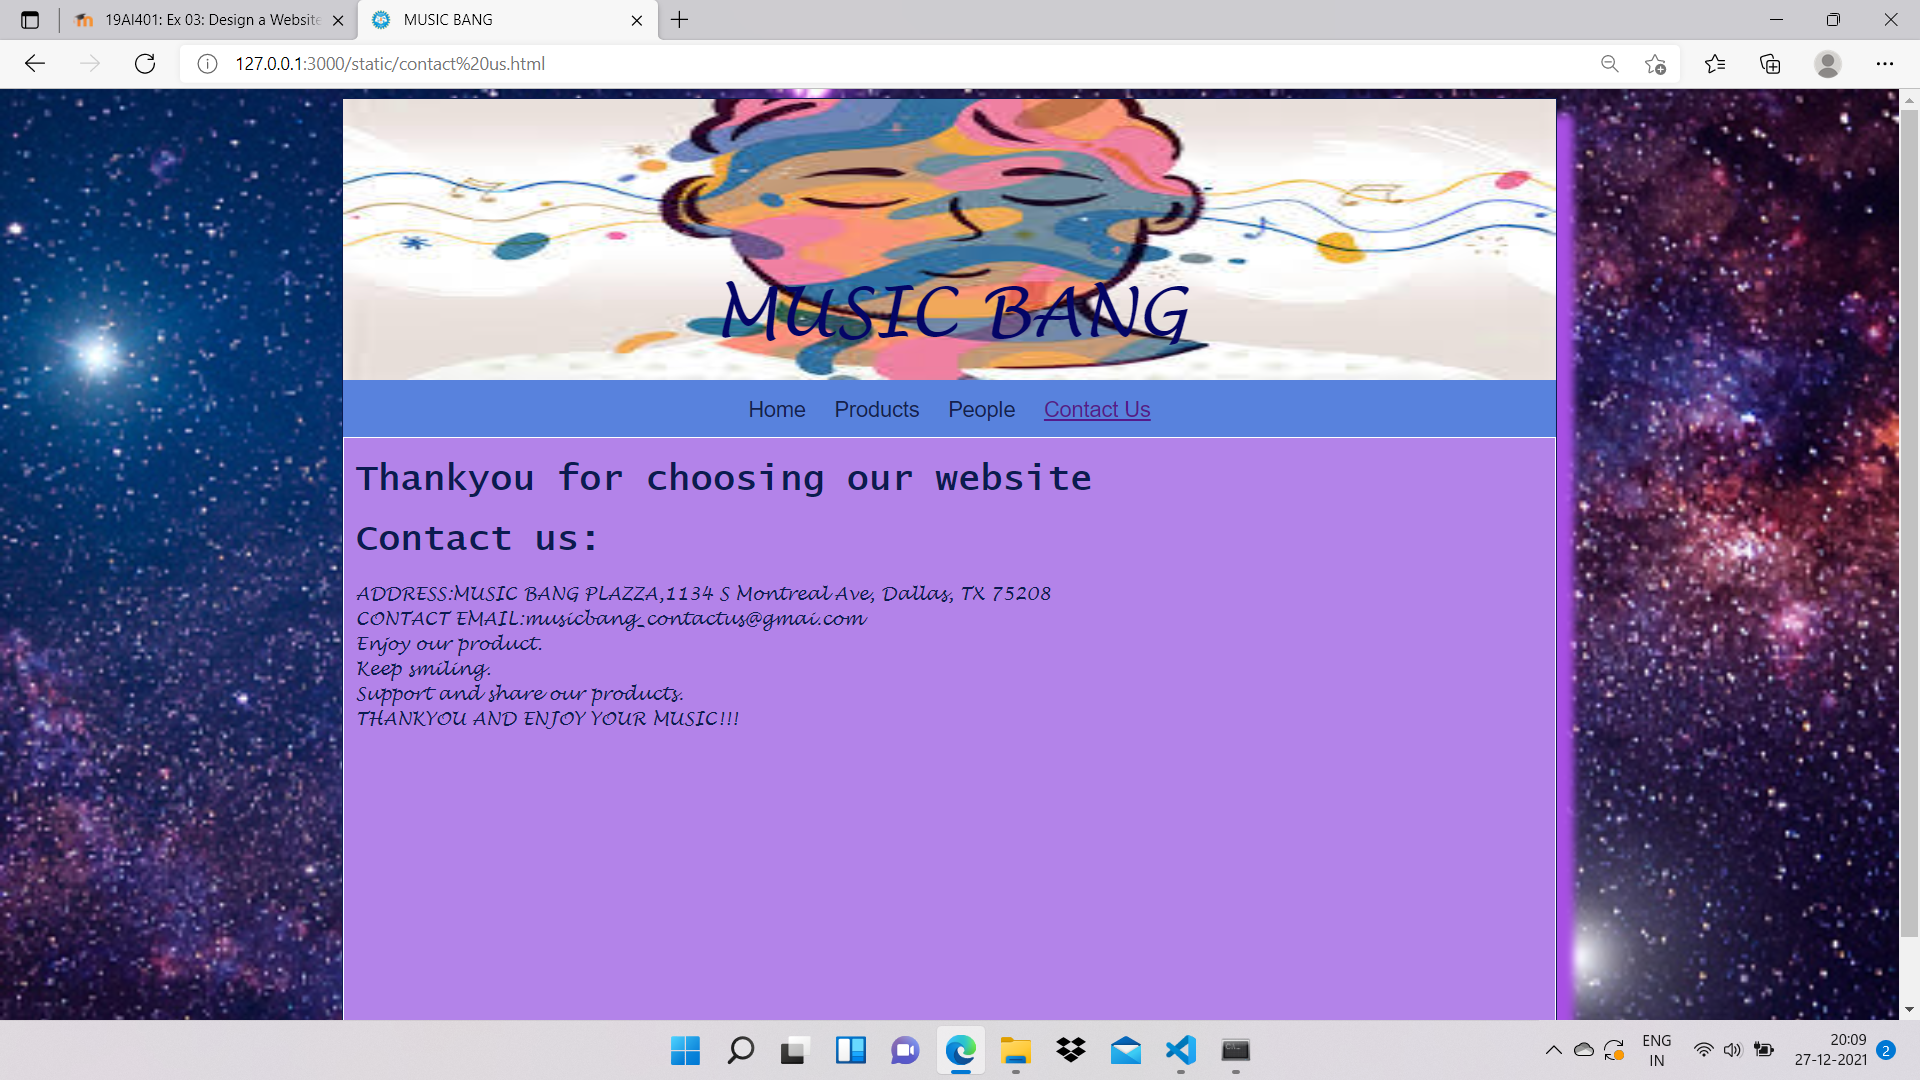 19AI401: Ex 03: Design a Website
MUSIC BANG
127.0.0.1:3000/static/contact%20us.html
MUSIC BANG
Home Products People Contact Us
Thankyou for choosing our website
Contact us:
ADDRESS:MUSIC BANG PLAZZA,1134 S Montreal Ave, Dallas, TX 75208
CONTACT EMAIL:musicbang_contactus@gmai.com
Enjoy our product.
Keep smiling.
Support and share our products.
THANKYOU AND ENJOY YOUR MUSIC!!!
ENG
IN
20:09
27-12-2021
2